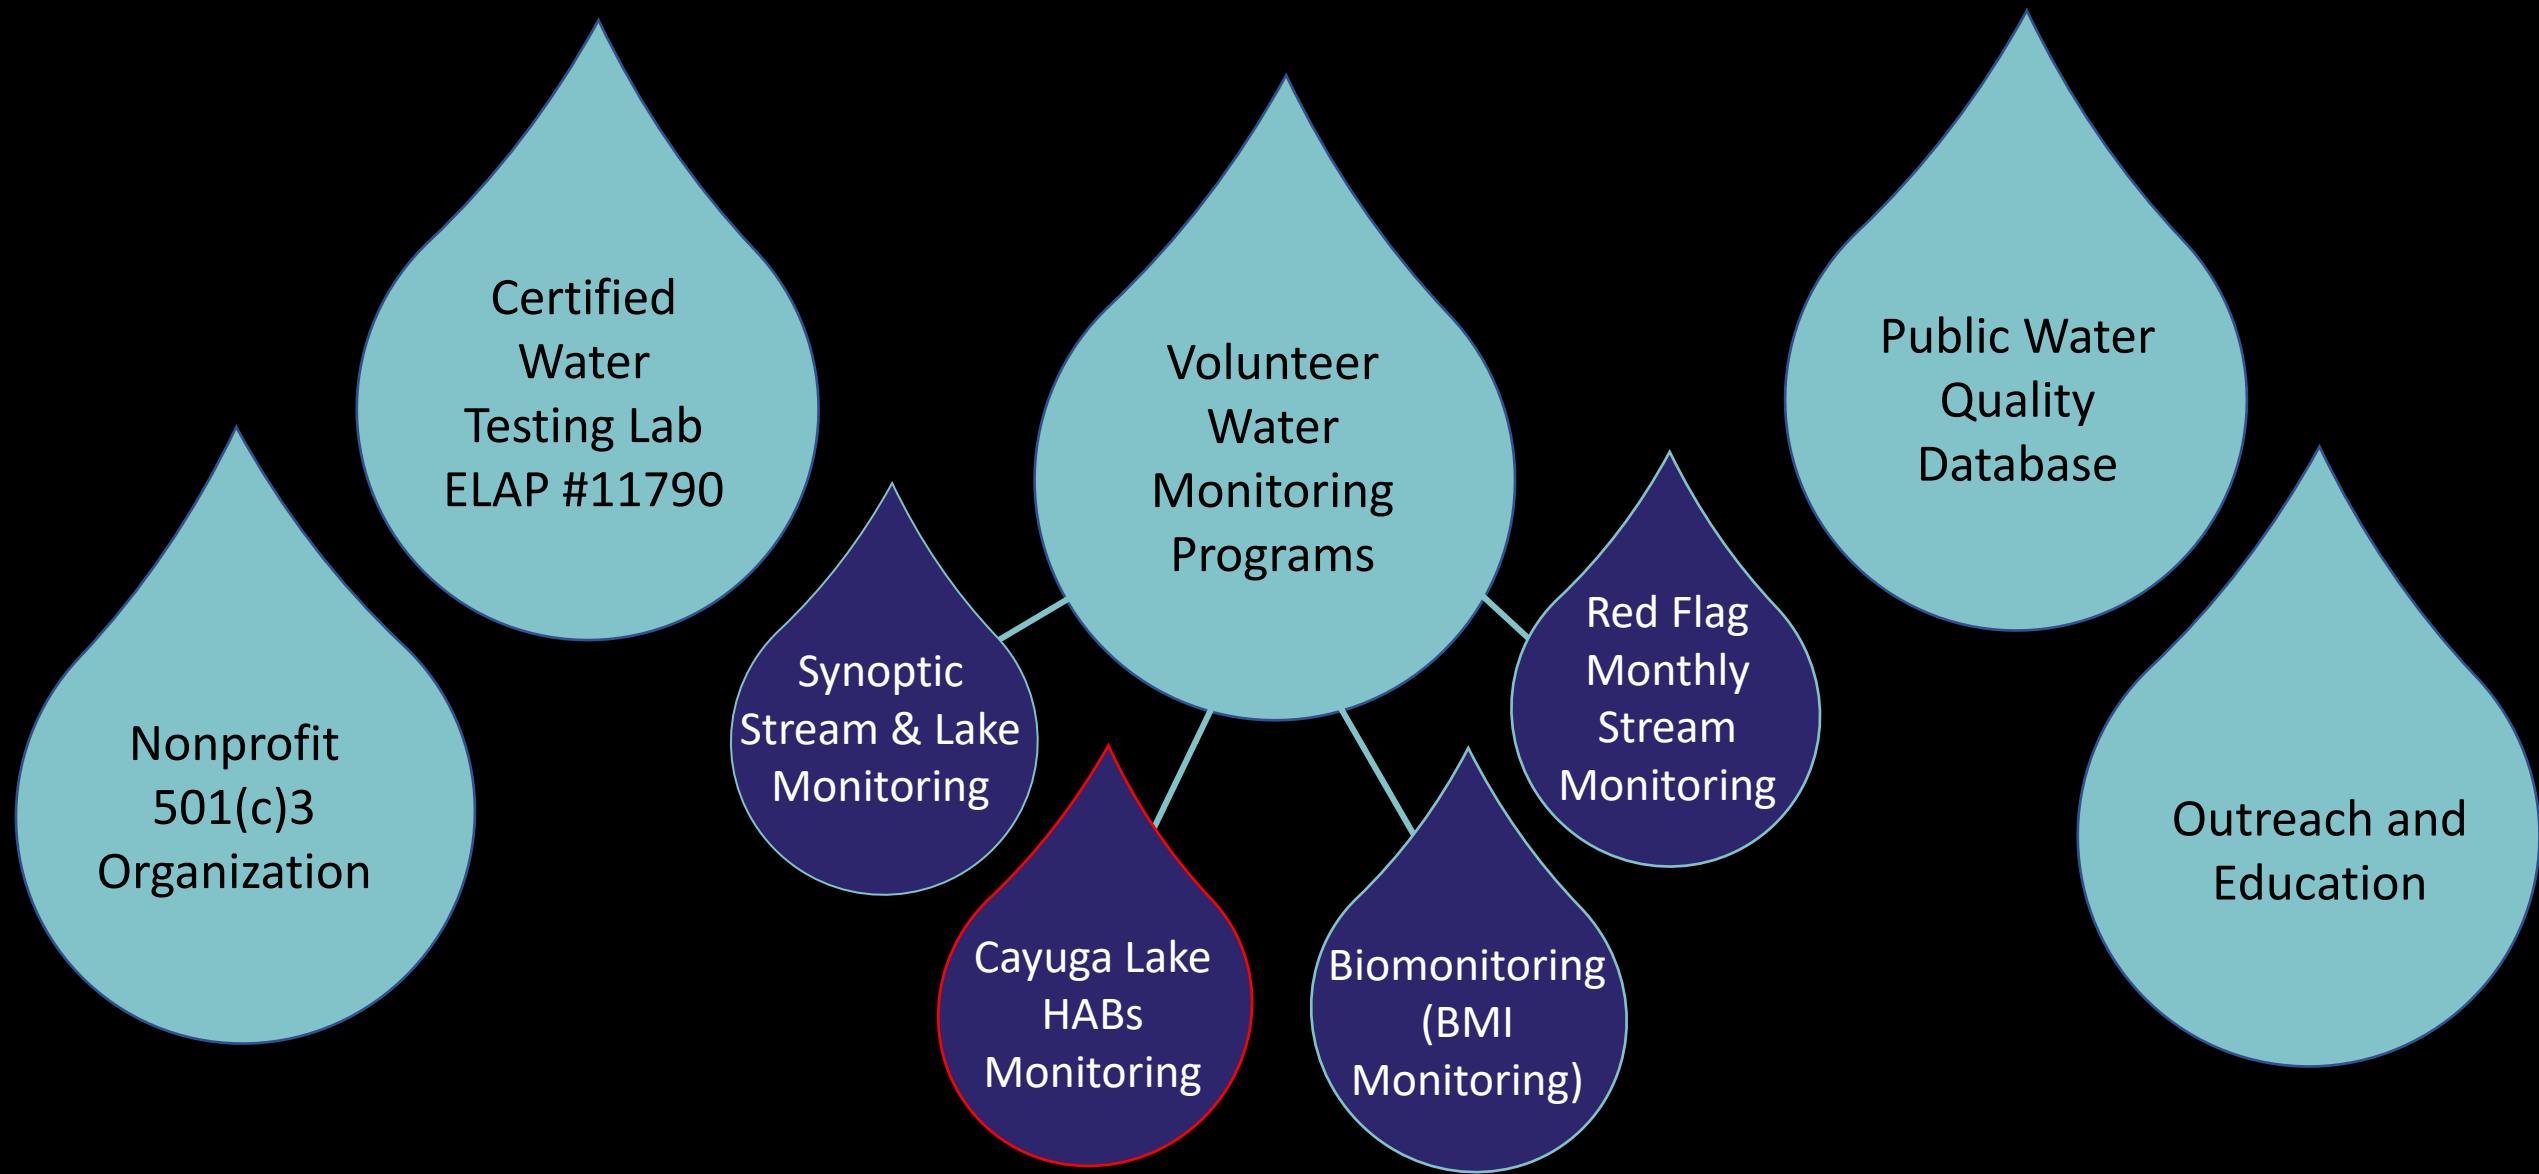 Nonprofit
501(c)3
Organization
Certified
Water
Testing Lab
ELAP #11790
Volunteer
Water
Monitoring
Programs
Synoptic
Stream & Lake
Monitoring
Cayuga Lake
HABs
Monitoring
Biomonitoring
(BMI
Monitoring)
Red Flag
Monthly
Stream
Monitoring
Public Water
Quality
Database
Outreach and
Education